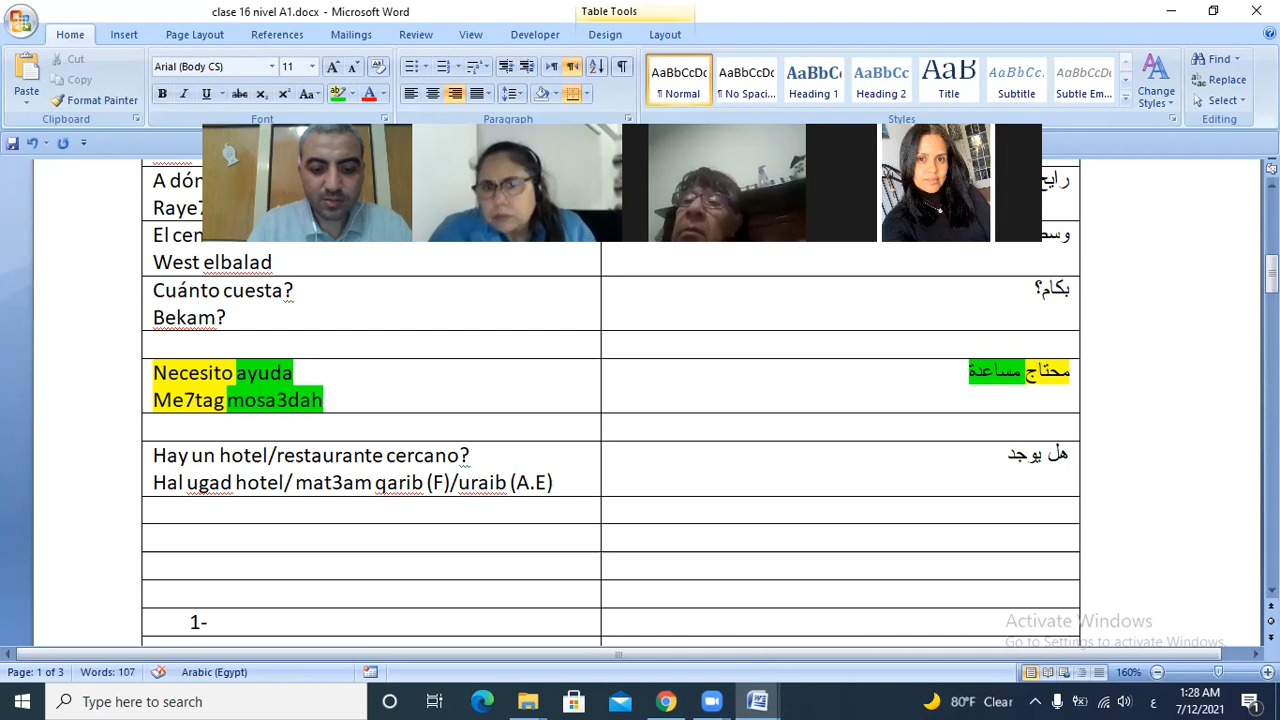 clase 16 nivel A1.docx - Microsoft Word
Table Tools
Home Insert Page Layout References Mailings Review View Developer Design Layout
Cut
Copy
Format Painter
Paste
Clipboard
Arial (Body CS) 11
Font
Paragraph
AaBbCcDc AaBbCcDc AaBbC AaBbCc AaB AaBbCc. AaBbCcDc
¶ Normal ¶ No Spaci... Heading 1 Heading 2 Title Subtitle Subtle Em...
Change
Styles
Styles
Find
Replace
Select
Editing
A dón
رايح
Raye7
El cen
وسط
West elbalad
Cuánto cuesta?
بكام؟
Bekam?
Necesito ayuda
محتاج مساعدة
Me7tag mosa3dah
Hay un hotel/restaurante cercano?
هل يوجد
Hal ugad hotel/ mat3am qarib (F)/uraib (A.E)
1-
Activate Windows
Go to Settings to activate Windows.
Page: 1 of 3 Words: 107 Arabic (Egypt) 160%
Type here to search
80°F Clear
ع
1:28 AM
7/12/2021